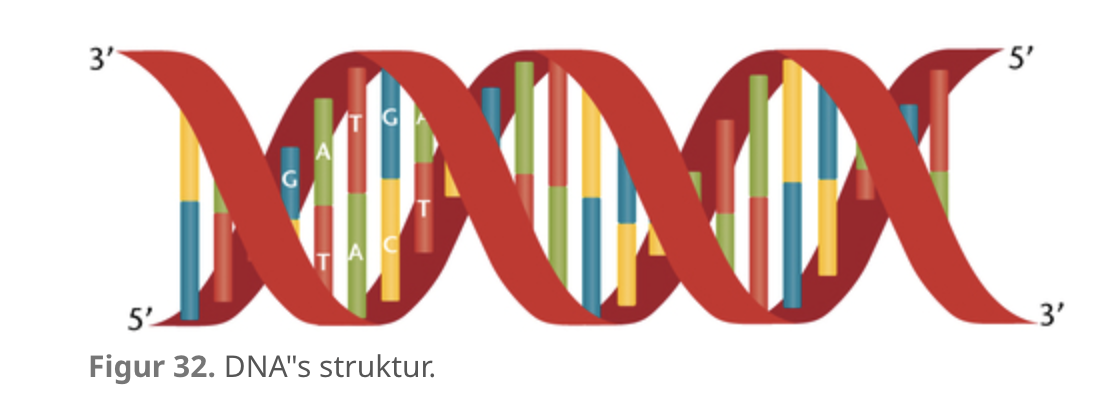 3’ 5’
G A T G A
T A C T
5’ 3’
Figur 32. DNA"s struktur.